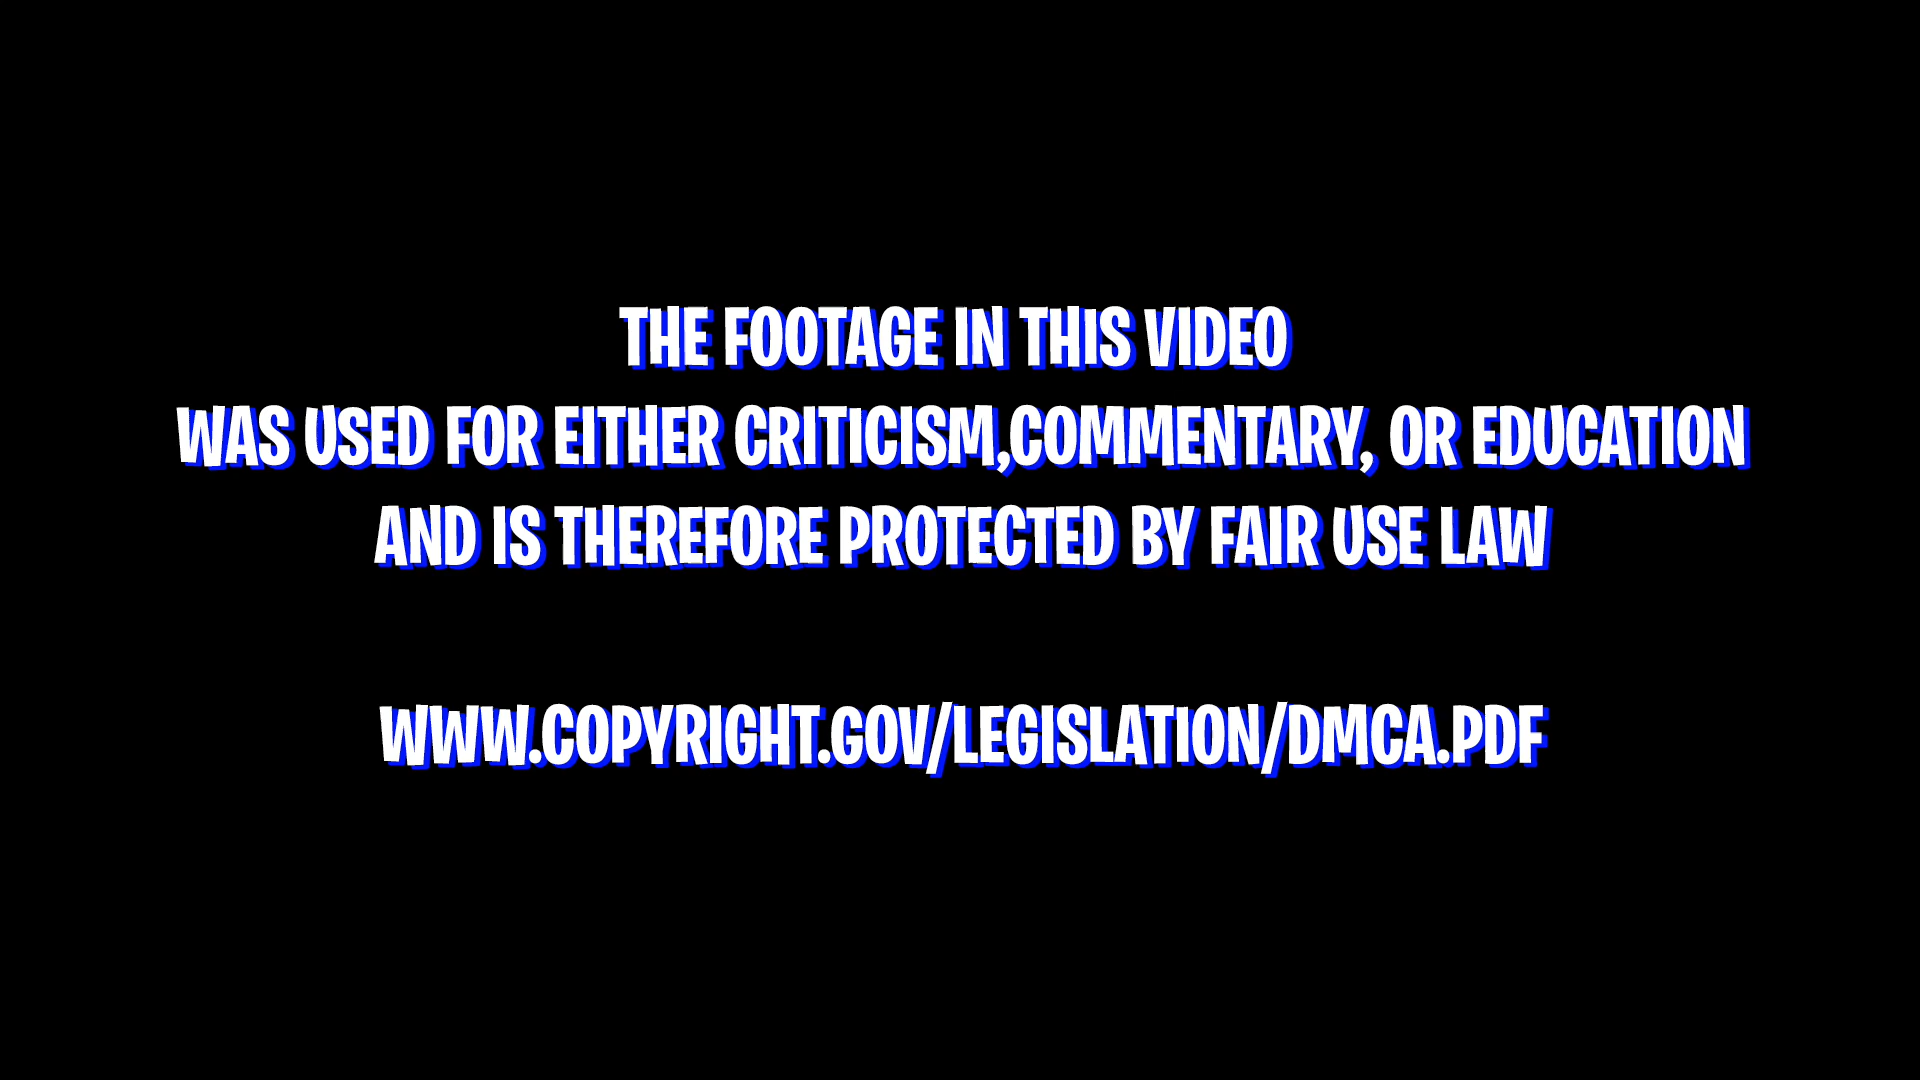 THE FOOTAGE IN THIS VIDEO
WAS USED FOR EITHER CRITICISM,COMMENTARY, OR EDUCATION
AND IS THEREFORE PROTECTED BY FAIR USE LAW
WWW.COPYRIGHT.GOV/LEGISLATION/DMCA.PDF